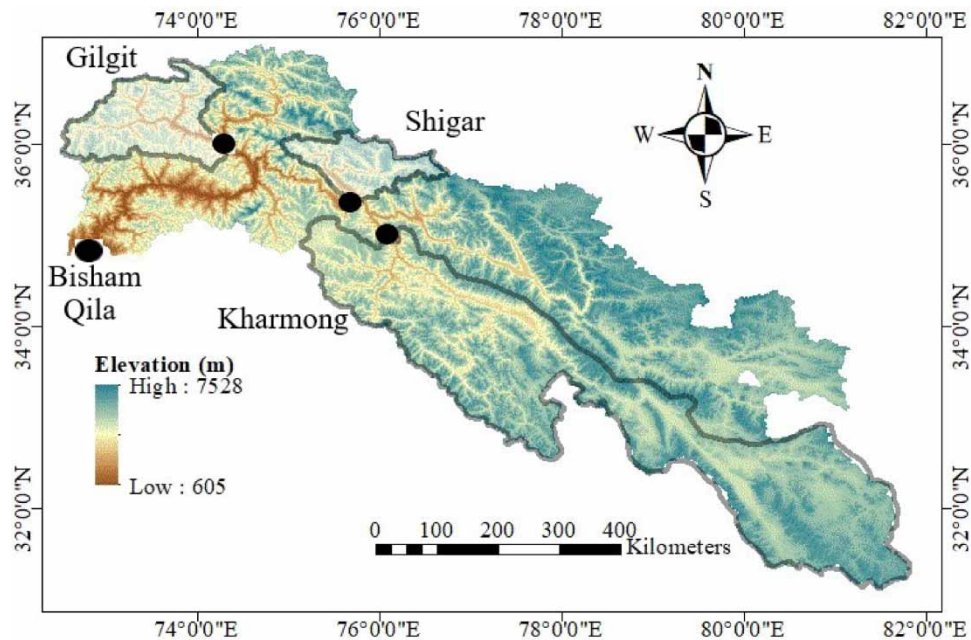 74°0'0"E 76°0'0"E 78°0'0"E 80°0'0"E 82°0'0"E
Gilgit
N
Shigar
W E
S
36°0'0"N 36°0'0"N
Bisham
Qila
Kharmong
34°0'0"N 34°0'0"N
Elevation (m)
High : 7528
Low : 605
32°0'0"N 32°0'0"N
0 100 200 300 400
Kilometers
74°0'0"E 76°0'0"E 78°0'0"E 80°0'0"E 82°0'0"E